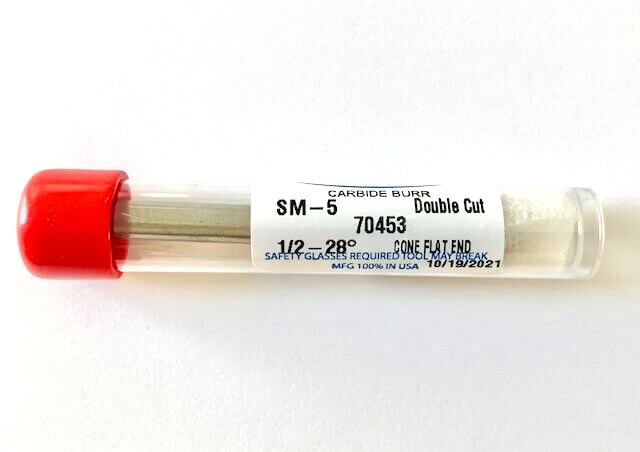 CARBIDE BURR
SM-5 Double Cut
70453
1/2-28° CONE FLAT END
SAFETY GLASSES REQUIRED TOOL MAY BREAK
MFG 100% IN USA 10/19/2021